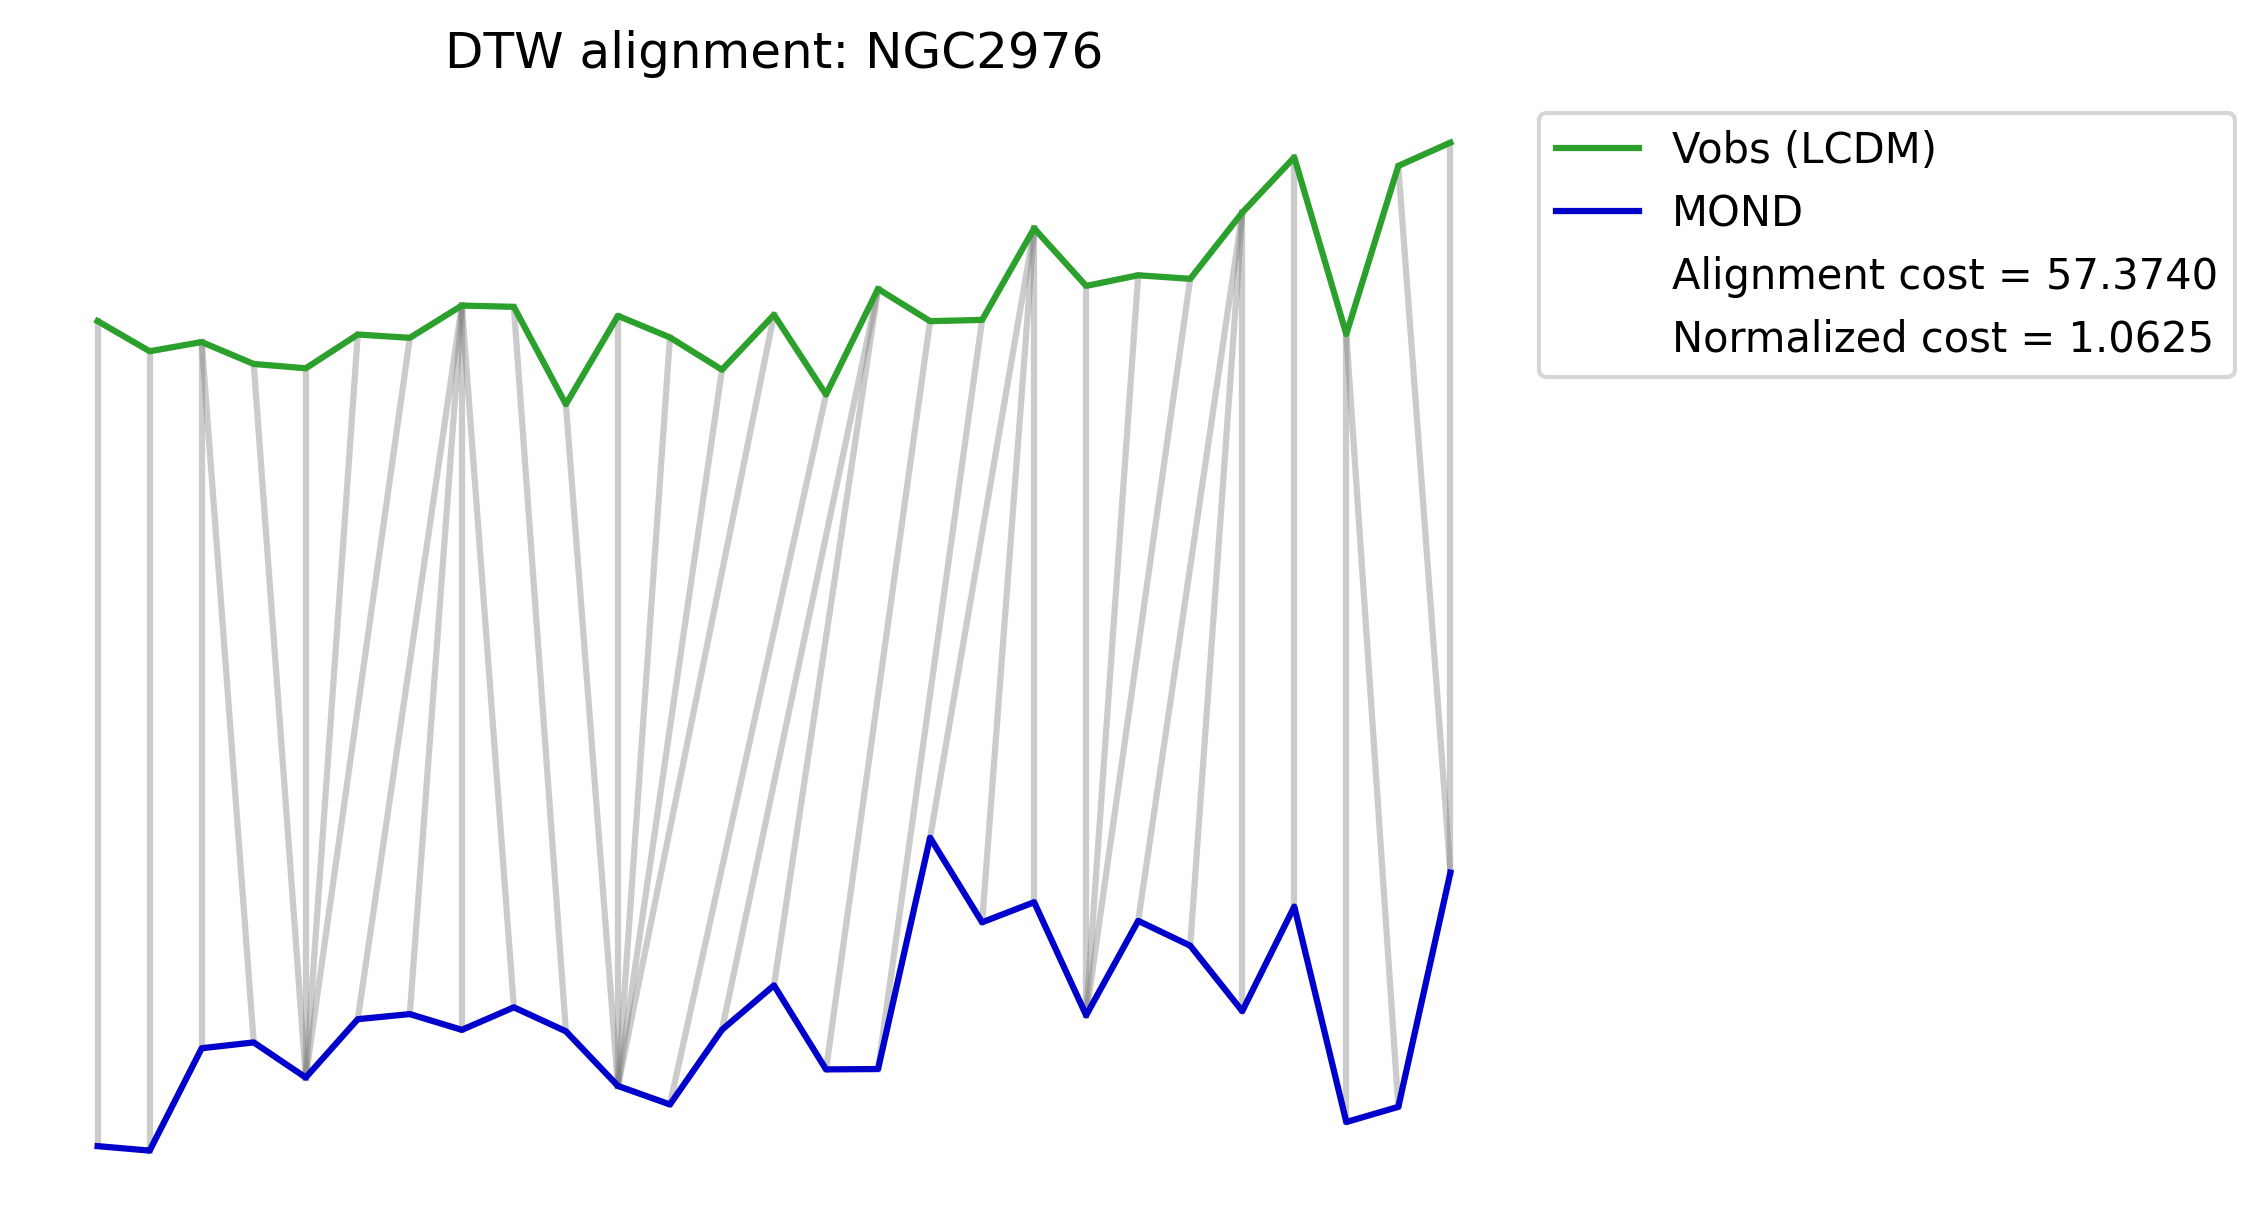 DTW alignment: NGC2976
Vobs (LCDM)
MOND
Alignment cost = 57.3740
Normalized cost = 1.0625